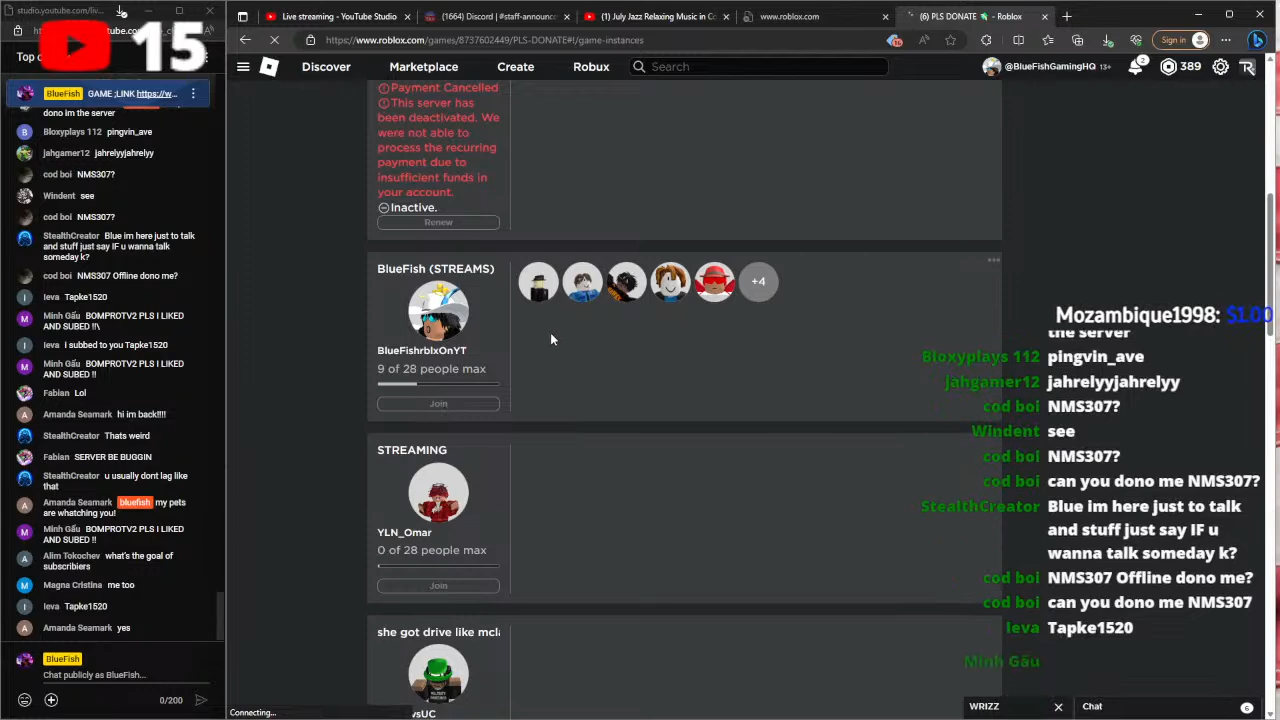 studio.youtube.com/liv...
Live streaming - YouTube Studio
(1664) Discord | #staff-announce
(1) July Jazz Relaxing Music in C
www.roblox.com
(6) PLS DONATE - Roblox
https://studio.youtube.com/live_c...
https://www.roblox.com/games/8737602449/PLS-DONATE#!/game-instances
Sign in
15
Top c
Discover
Marketplace
Create
Robux
Search
@BlueFishGamingHQ 13+
2
389
BlueFish GAME ;LINK https://w...
dono Im the server
Bloxyplays 112 pingvin_ave
jahgamer12 jahrelyyjahrelyy
cod boi NMS307?
Windent see
cod boi NMS307?
StealthCreator Blue im here just to talk
and stuff just say IF u wanna talk
someday k?
cod boi NMS307 Offline dono me?
Ieva Tapke1520
Minh Gấu BOMPROTV2 PLS I LIKED
AND SUBED !!\
Ieva i subbed to you Tapke1520
Minh Gấu BOMPROTV2 PLS I LIKED
AND SUBED !!
Fabian Lol
Amanda Seamark hi im back!!!!
StealthCreator Thats weird
Fabian SERVER BE BUGGIN
StealthCreator u usually dont lag like
that
Amanda Seamark bluefish my pets
are whatching you!
Minh Gấu BOMPROTV2 PLS I LIKED
AND SUBED !!
Alim Tokochev what's the goal of
subscribiers
Magna Cristina me too
Ieva Tapke1520
Amanda Seamark yes
BlueFish
Chat publicly as BlueFish...
0/200
Payment Cancelled
This server has
been deactivated. We
were not able to
process the recurring
payment due to
insufficient funds in
your account.
Inactive.
Renew
BlueFish (STREAMS)
+4
BlueFishrblxOnYT
9 of 28 people max
Join
STREAMING
YLN_Omar
0 of 28 people max
Join
she got drive like mcla
Connecting...
Mozambique1998: $1.00
the server
Bloxyplays 112 pingvin_ave
jahgamer12 jahrelyyjahrelyy
cod boi NMS307?
Windent see
cod boi NMS307?
cod boi can you dono me NMS307?
StealthCreator Blue im here just to talk
and stuff just say IF u
wanna talk someday k?
cod boi NMS307 Offline dono me?
cod boi can you dono me NMS307
Ieva Tapke1520
Minh Gấu
WRIZZ
Chat
6